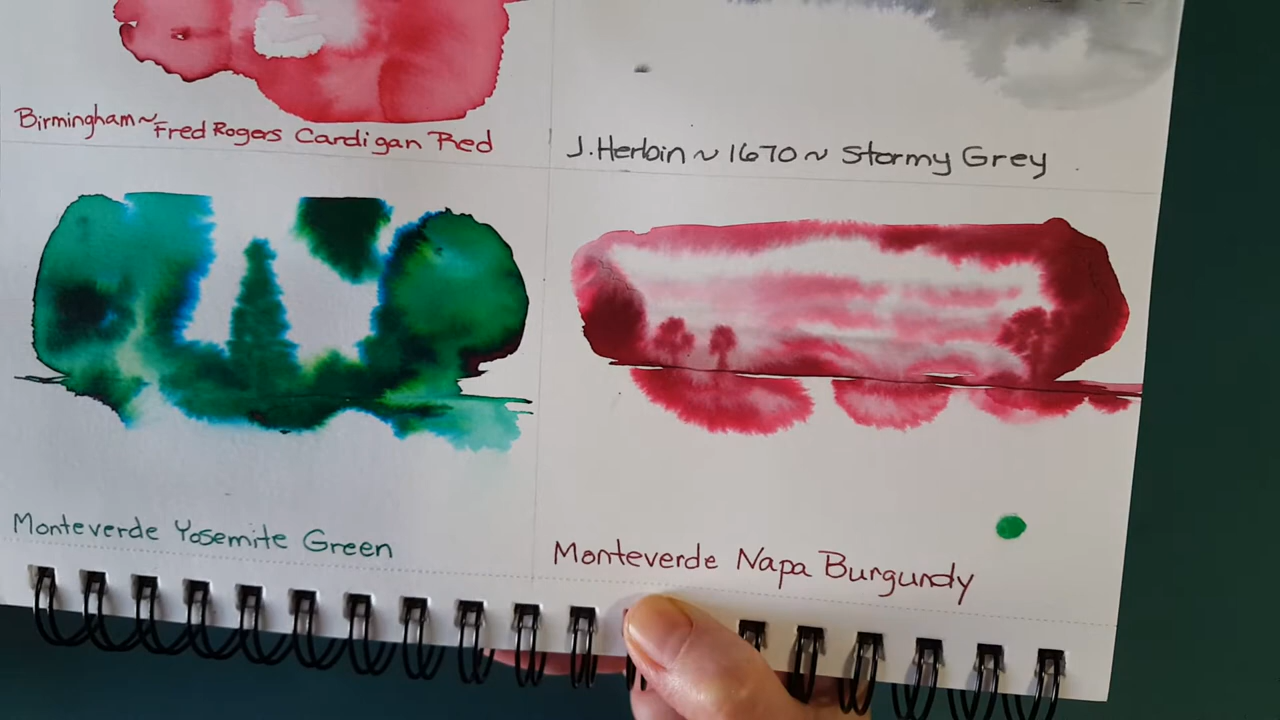 Birmingham~Fred Rogers Cardigan Red
J.Herbin ~ 1670 ~ Stormy Grey
Monteverde Yosemite Green
Monteverde Napa Burgundy